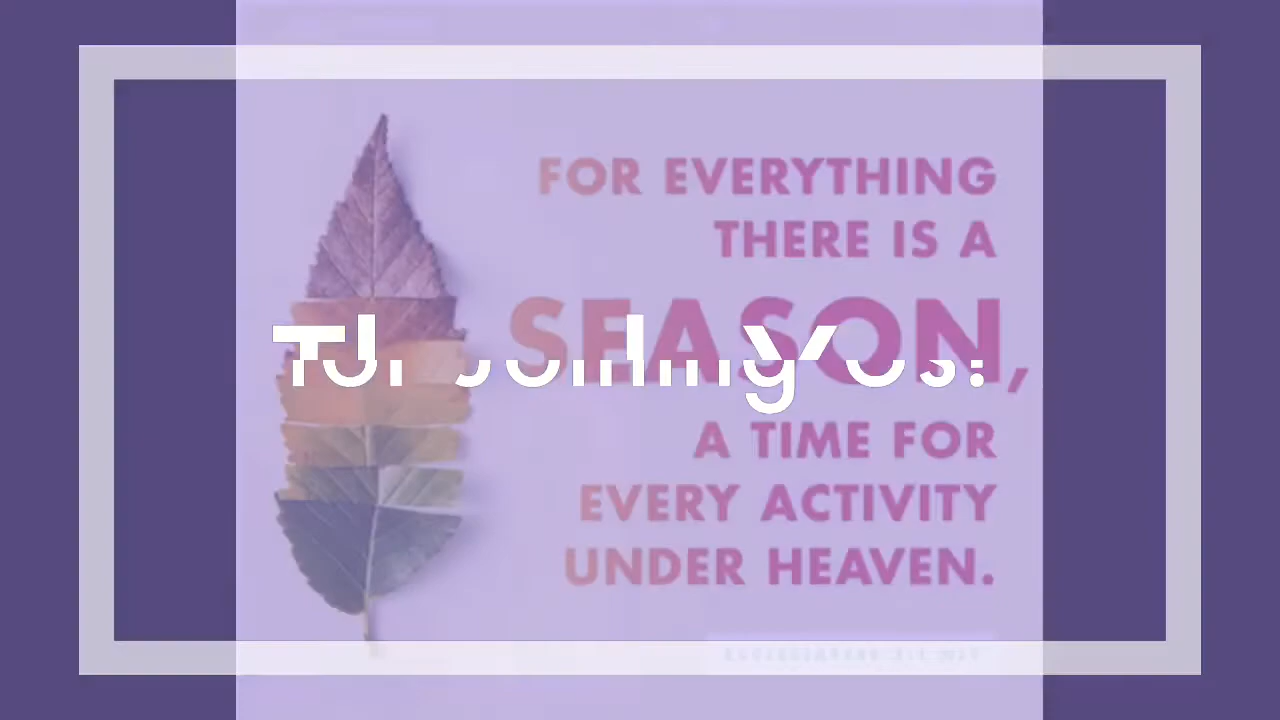 FOR EVERYTHING
THERE IS A
SEASON,
A TIME FOR
EVERY ACTIVITY
UNDER HEAVEN.